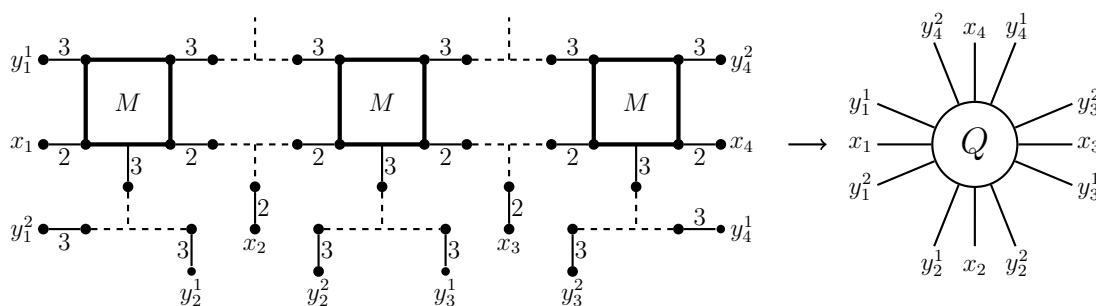 3 3 3 3 3 3
y_1^1 M M M y_4^2
x_1 2 2 2 2 2 2 x_4
3 3 3
2 2
y_1^2 3 x_2 x_3 3 y_4^1
3 3 3 3
y_2^1 y_2^2 y_3^1 y_3^2
→
y_4^2 x_4 y_4^1
y_1^1 y_3^2
x_1 Q x_3
y_1^2 y_3^1
y_2^1 x_2 y_2^2